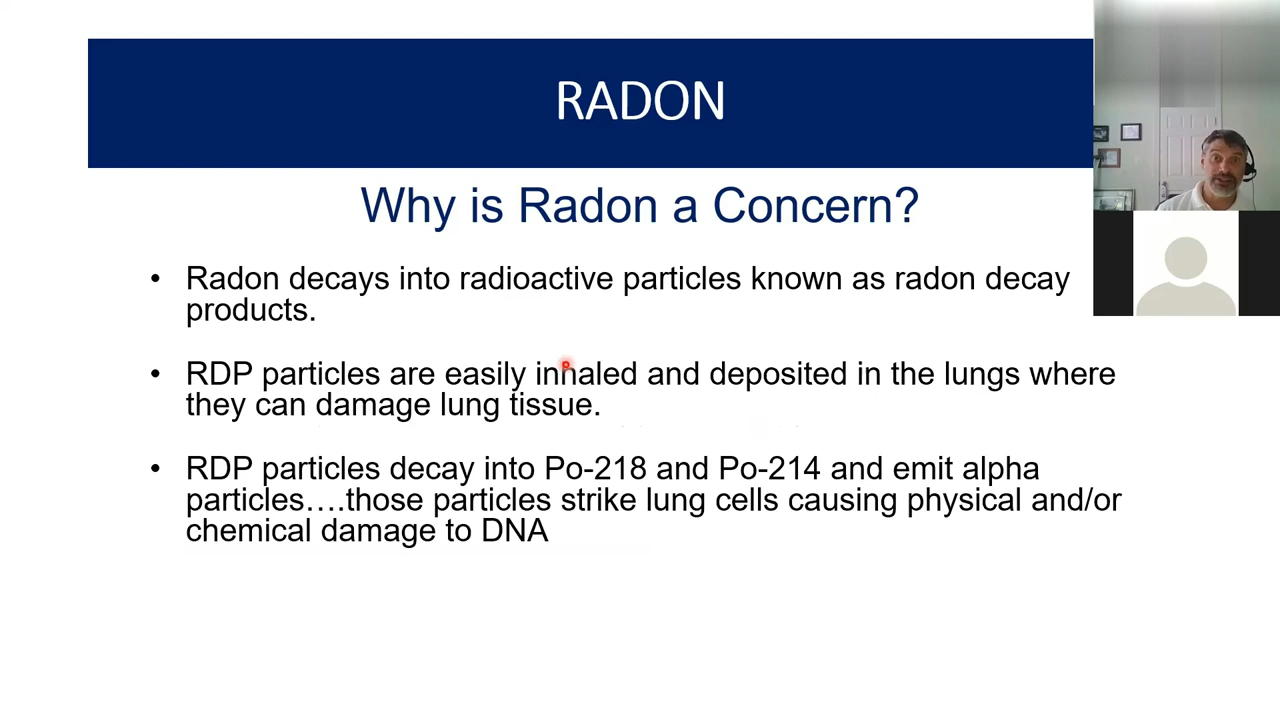 RADON
Why is Radon a Concern?
• Radon decays into radioactive particles known as radon decay
products.
• RDP particles are easily inhaled and deposited in the lungs where
they can damage lung tissue.
• RDP particles decay into Po-218 and Po-214 and emit alpha
particles….those particles strike lung cells causing physical and/or
chemical damage to DNA